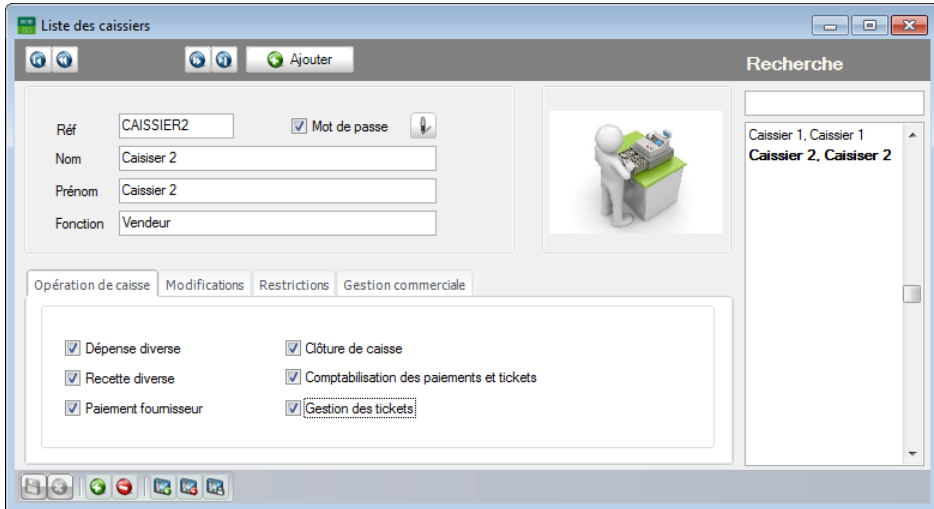 Liste des caissiers
Ajouter
Recherche
Réf CAISSIER2 Mot de passe
Nom Caisiser 2
Prénom Caissier 2
Fonction Vendeur
Caissier 1, Caissier 1
Caissier 2, Caisiser 2
Opération de caisse Modifications Restrictions Gestion commerciale
Dépense diverse Clôture de caisse
Recette diverse Comptabilisation des paiements et tickets
Paiement fournisseur Gestion des tickets